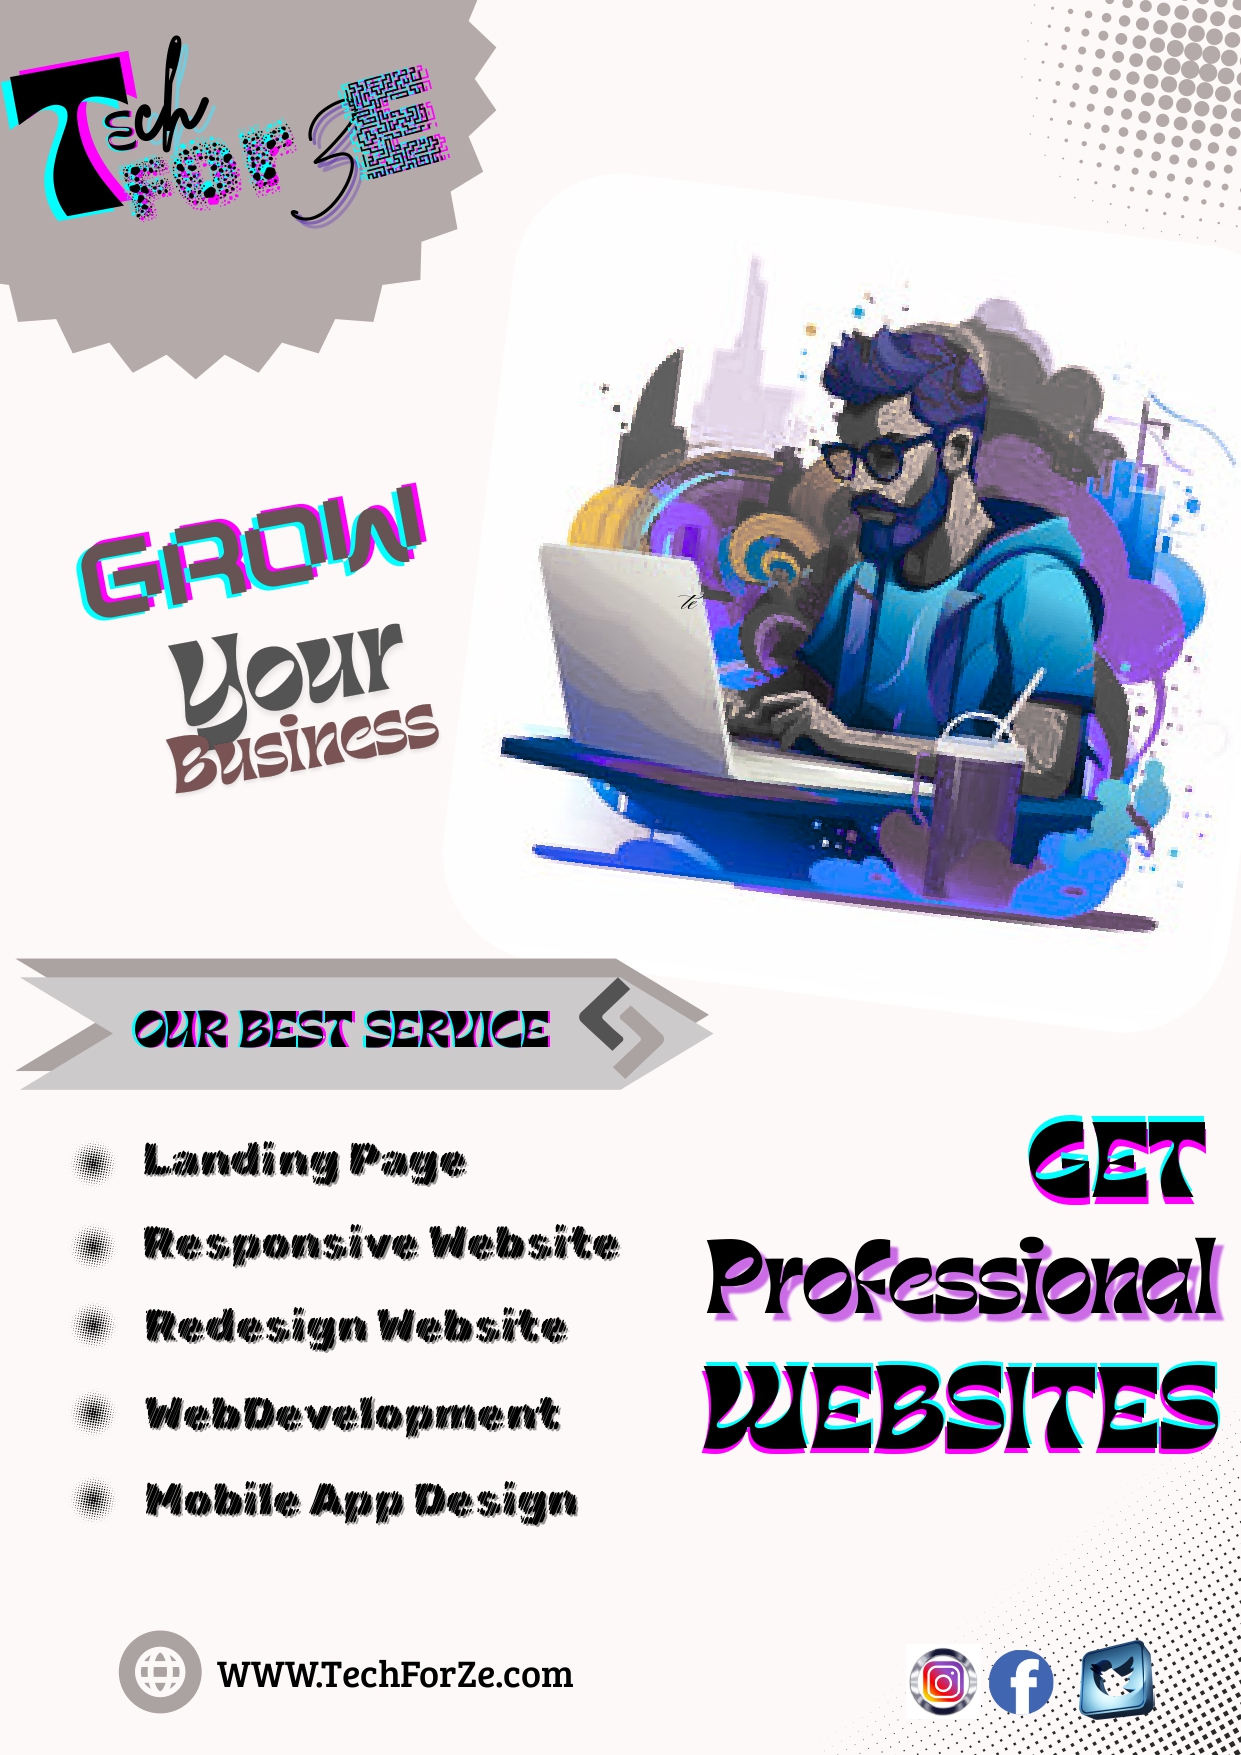 Tech
ForZE
GROW
Your
Business
te
OUR BEST SERVICE
Landing Page
Responsive Website
Redesign Website
WebDevelopment
Mobile App Design
GET
Professional
WEBSITES
WWW.TechForZe.com